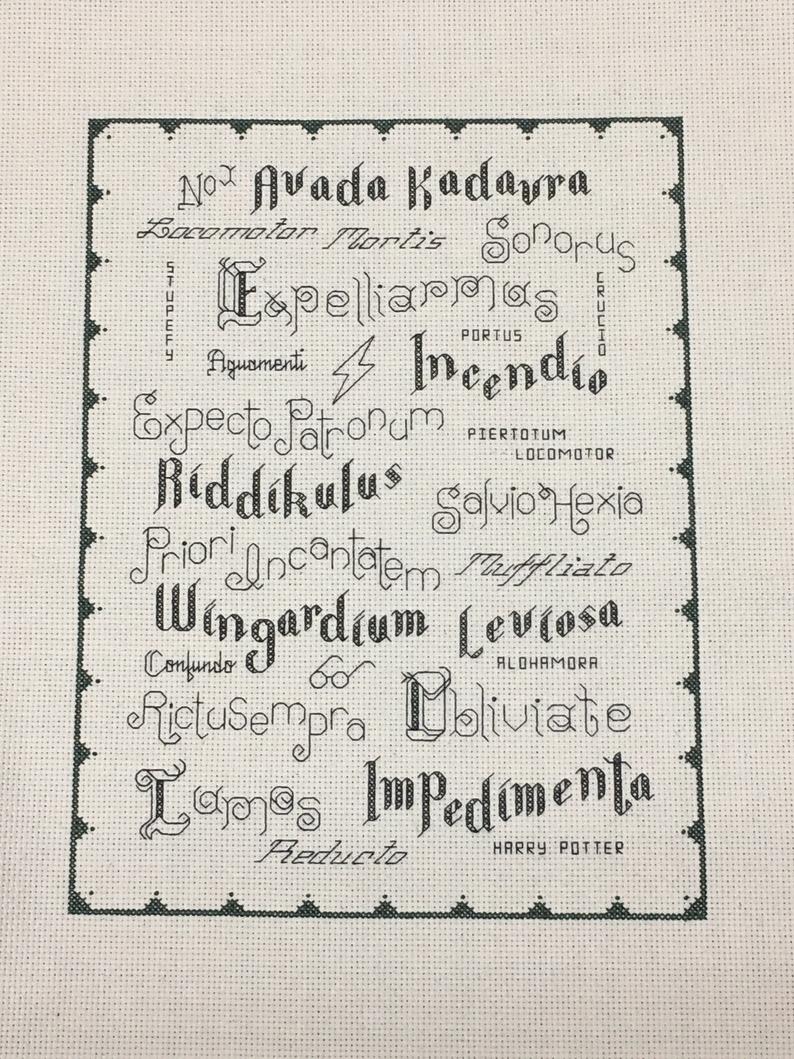 Nox Avada Kadavra
Locomotor Mortis Sonorus
STUPEFY
Expelliarmus
CRUCIO
Aguamenti
PORTUS
Incendio
Expecto Patronum
PIERTOTUM
LOCOMOTOR
Riddikulus
Salvio Hexia
Priori Incantatem
Muffliato
Wingardium Leviosa
Confundo
ALOHAMORA
Rictusempra
Obliviate
Lumos
Impedimenta
Reducto
HARRY POTTER